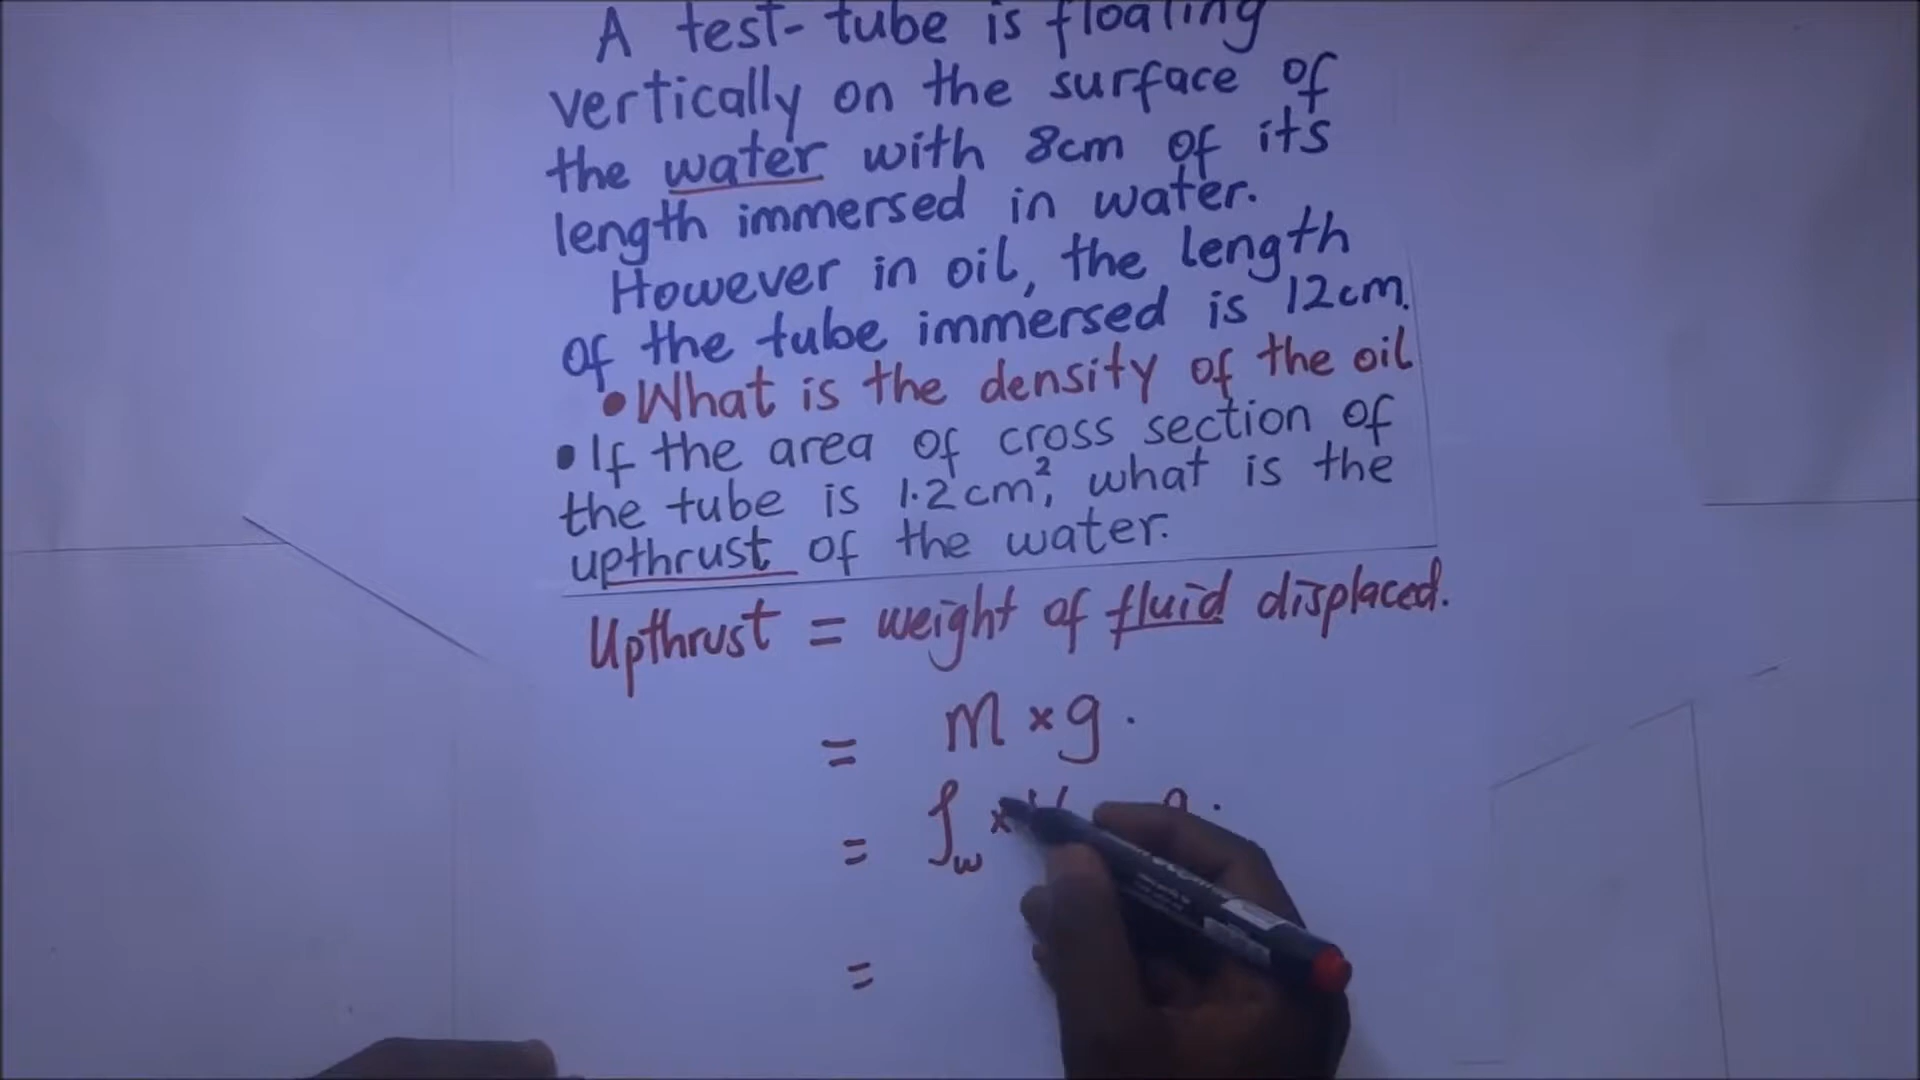 A test-tube is floating
vertically on the surface of
the water with 8cm of its
length immersed in water.
However in oil, the length
of the tube immersed is 12cm.
• What is the density of the oil
• If the area of cross section of
the tube is 1.2cm², what is the
upthrust of the water.
Upthrust = weight of fluid displaced.
= m × g.
= ρw ×
=